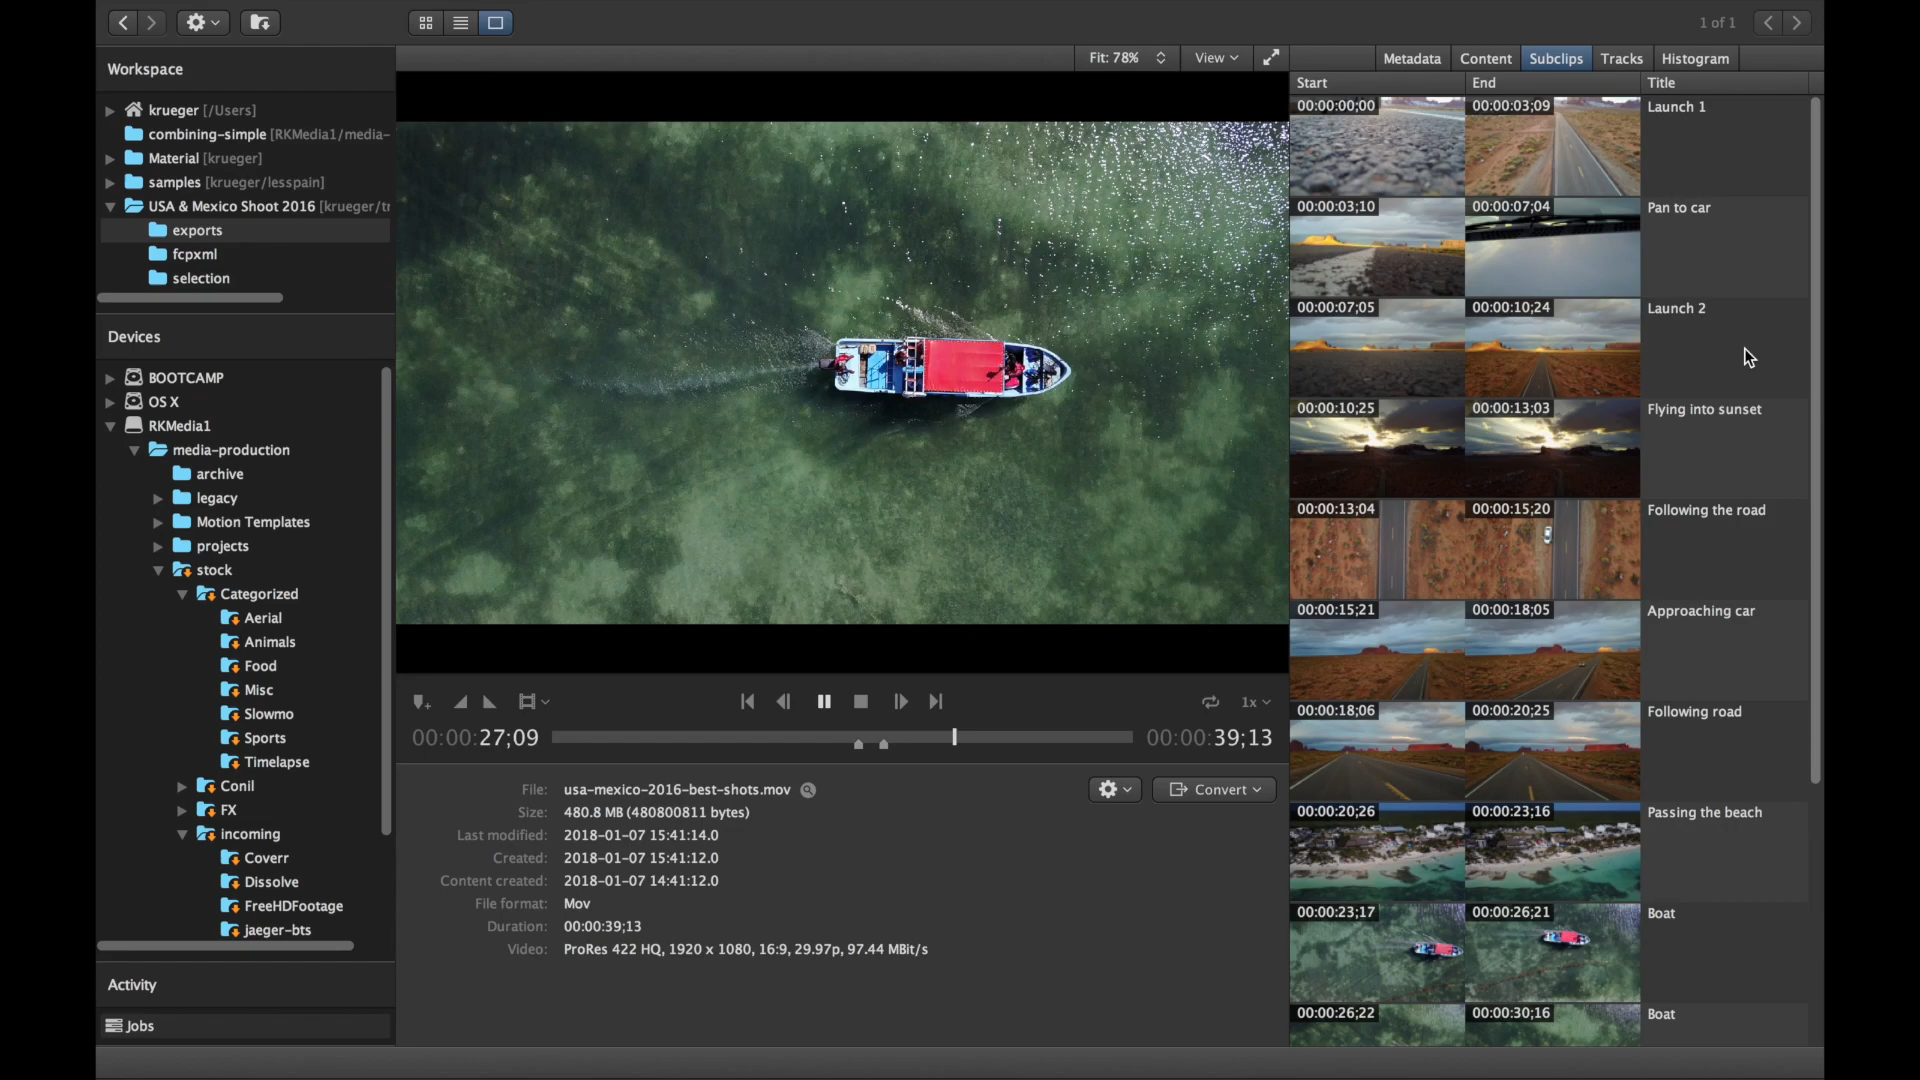 1 of 1
Workspace
krueger [/Users]
combining-simple [RKMedia1/media-
Material [krueger]
samples [krueger/lesspain]
USA & Mexico Shoot 2016 [krueger/tr
exports
fcpxml
selection
Devices
BOOTCAMP
OS X
RKMedia1
media-production
archive
legacy
Motion Templates
projects
stock
Categorized
Aerial
Animals
Food
Misc
Slowmo
Sports
Timelapse
Conil
FX
incoming
Coverr
Dissolve
FreeHDFootage
jaeger-bts
Activity
Jobs
Fit: 78%
View
1x
00:00:27;09
00:00:39;13
File: usa-mexico-2016-best-shots.mov
Convert
Size: 480.8 MB (480800811 bytes)
Last modified: 2018-01-07 15:41:14.0
Created: 2018-01-07 15:41:12.0
Content created: 2018-01-07 14:41:12.0
File format: Mov
Duration: 00:00:39;13
Video: ProRes 422 HQ, 1920 x 1080, 16:9, 29.97p, 97.44 MBit/s
Metadata Content Subclips Tracks Histogram
Start End Title
00:00:00;00 00:00:03;09 Launch 1
00:00:03;10 00:00:07;04 Pan to car
00:00:07;05 00:00:10;24 Launch 2
00:00:10;25 00:00:13;03 Flying into sunset
00:00:13;04 00:00:15;20 Following the road
00:00:15;21 00:00:18;05 Approaching car
00:00:18;06 00:00:20;25 Following road
00:00:20;26 00:00:23;16 Passing the beach
00:00:23;17 00:00:26;21 Boat
00:00:26;22 00:00:30;16 Boat